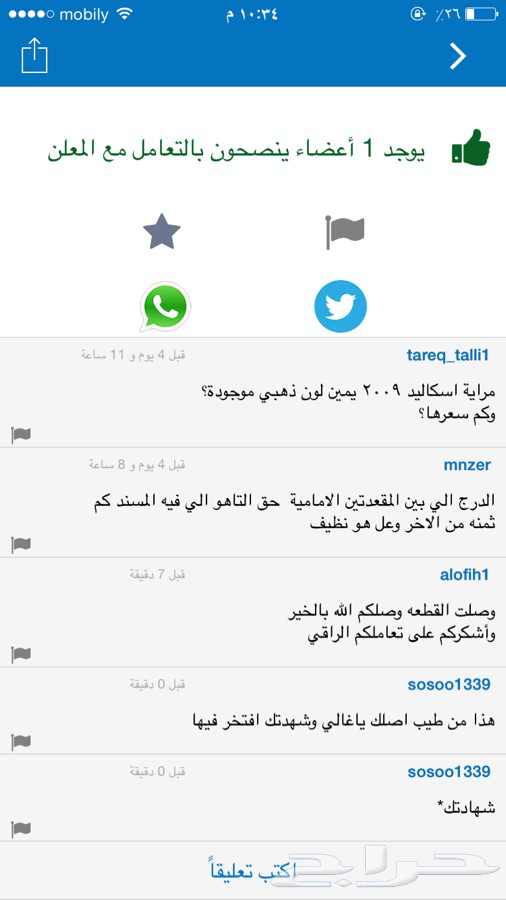 mobily ١٠:٣٤ م ٪٢٦
يوجد 1 أعضاء ينصحون بالتعامل مع المعلن
tareq_talli1 قبل 4 يوم و 11 ساعة
مراية اسكاليد ٢٠٠٩ يمين لون ذهبي موجودة؟
وكم سعرها؟
mnzer قبل 4 يوم و 8 ساعة
الدرج الي بين المقعدتين الامامية حق التاهو الي فيه المسند كم
ثمنه من الاخر وعل هو نظيف
alofih1 قبل 7 دقيقة
وصلت القطعه وصلكم الله بالخير
وأشكركم على تعاملكم الراقي
sosoo1339 قبل 0 دقيقة
هذا من طيب اصلك ياغالي وشهدتك افتخر فيها
sosoo1339 قبل 0 دقيقة
شهادتك*
اكتب تعليقاً
حراج